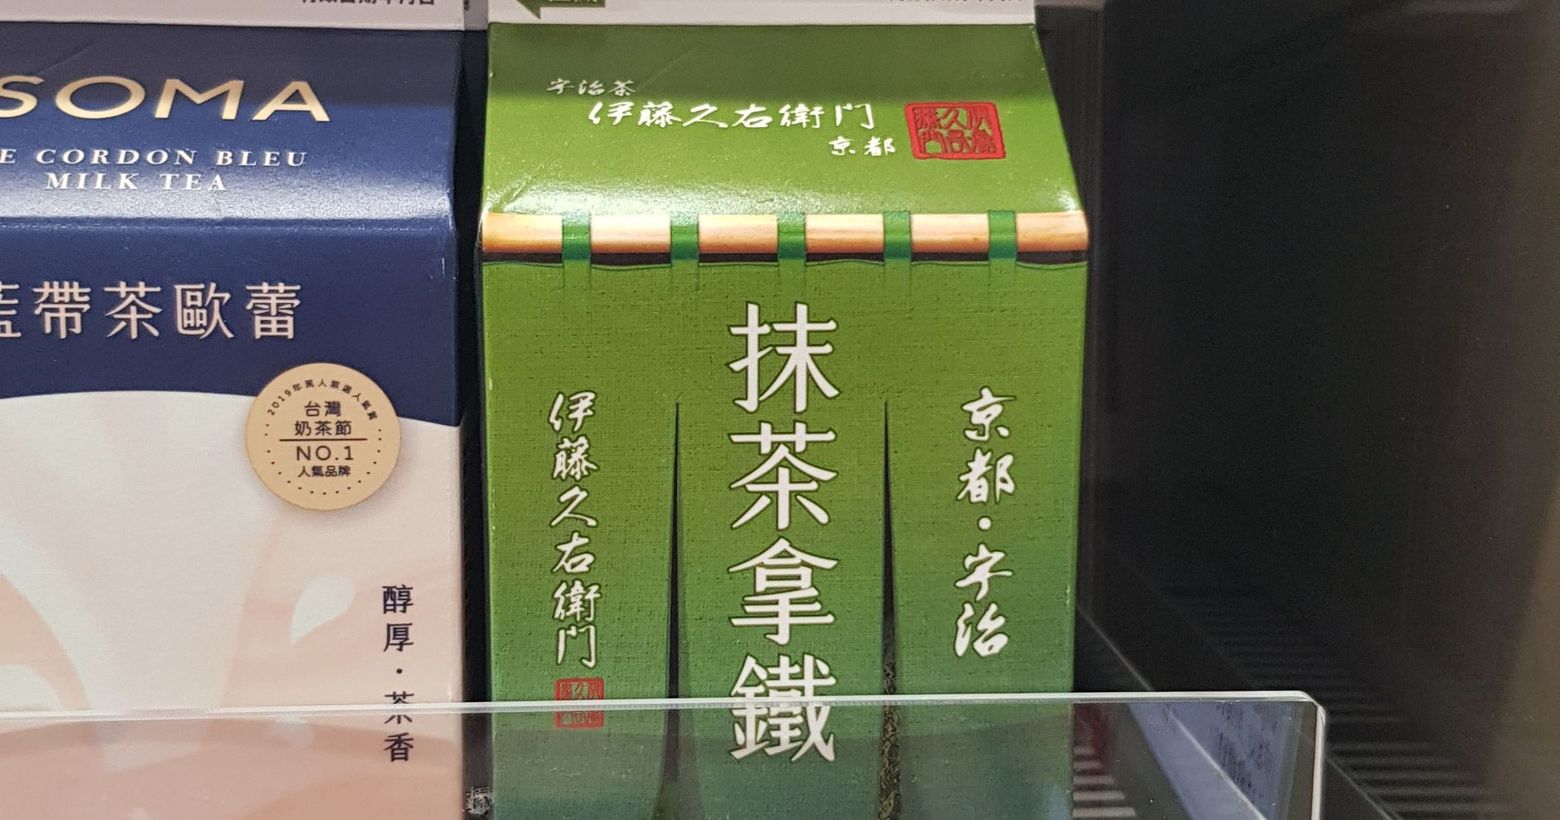 SOMA
E CORDON BLEU
MILK TEA
藍帶茶歐蕾
2019年萬人票選人氣獎
台灣
奶茶節
NO.1
人氣品牌
醇厚・茶香
宇治茶
伊藤久右衛門
京都
抹茶拿鐵
京都・宇治
伊藤久右衛門